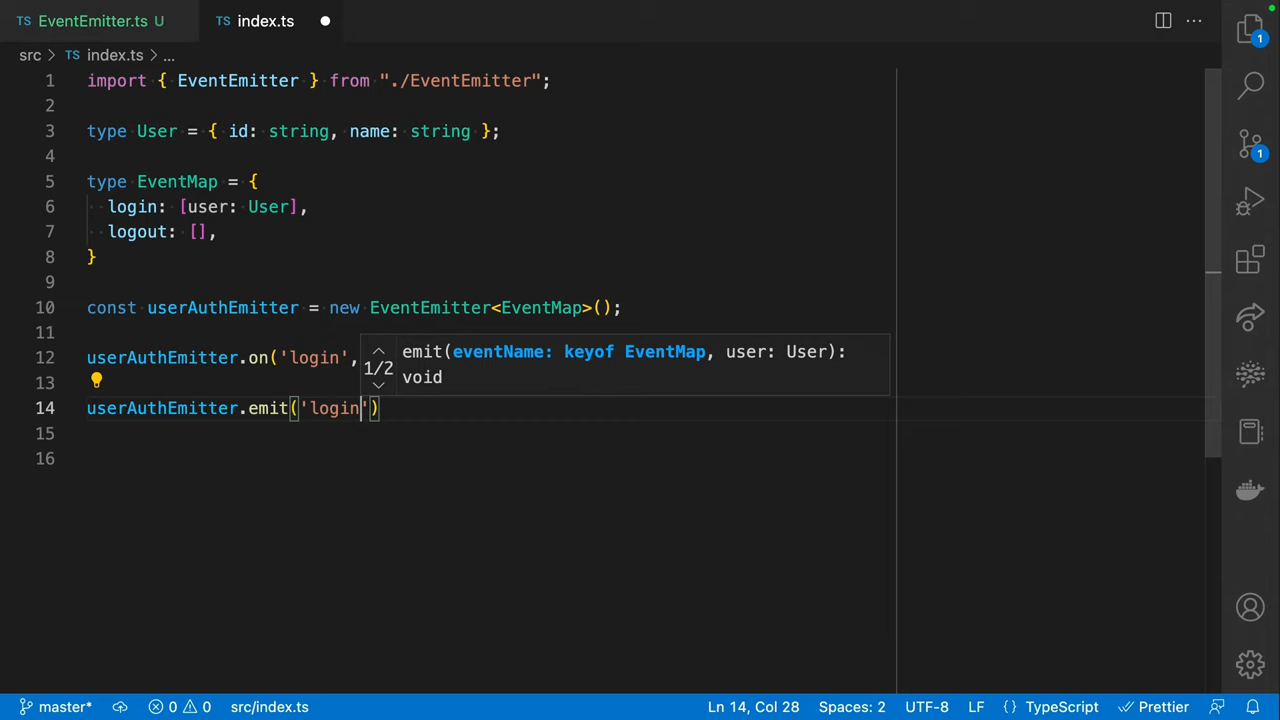 TS EventEmitter.ts U
TS index.ts
src > TS index.ts > ...
1 import { EventEmitter } from "./EventEmitter";
2
3 type User = { id: string, name: string };
4
5 type EventMap = {
6 login: [user: User],
7 logout: [],
8 }
9
10 const userAuthEmitter = new EventEmitter<EventMap>();
11
12 userAuthEmitter.on('login',
1/2
emit(eventName: keyof EventMap, user: User):
void
13
14 userAuthEmitter.emit('login')
15
16
1
1
master* 0 0 src/index.ts Ln 14, Col 28 Spaces: 2 UTF-8 LF {} TypeScript Prettier